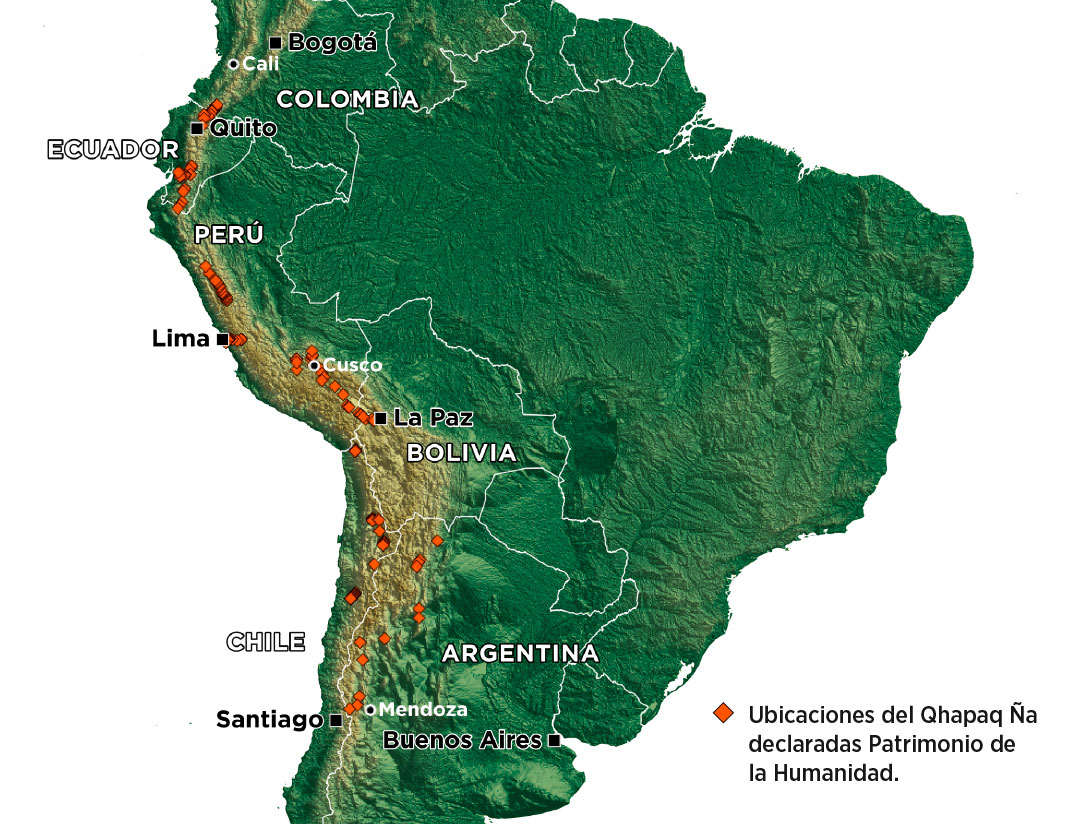 Bogotá
Cali
COLOMBIA
Quito
ECUADOR
PERÚ
Lima
Cusco
La Paz
BOLIVIA
CHILE
ARGENTINA
Mendoza
Santiago
Buenos Aires
Ubicaciones del Qhapaq Ña
declaradas Patrimonio de
la Humanidad.